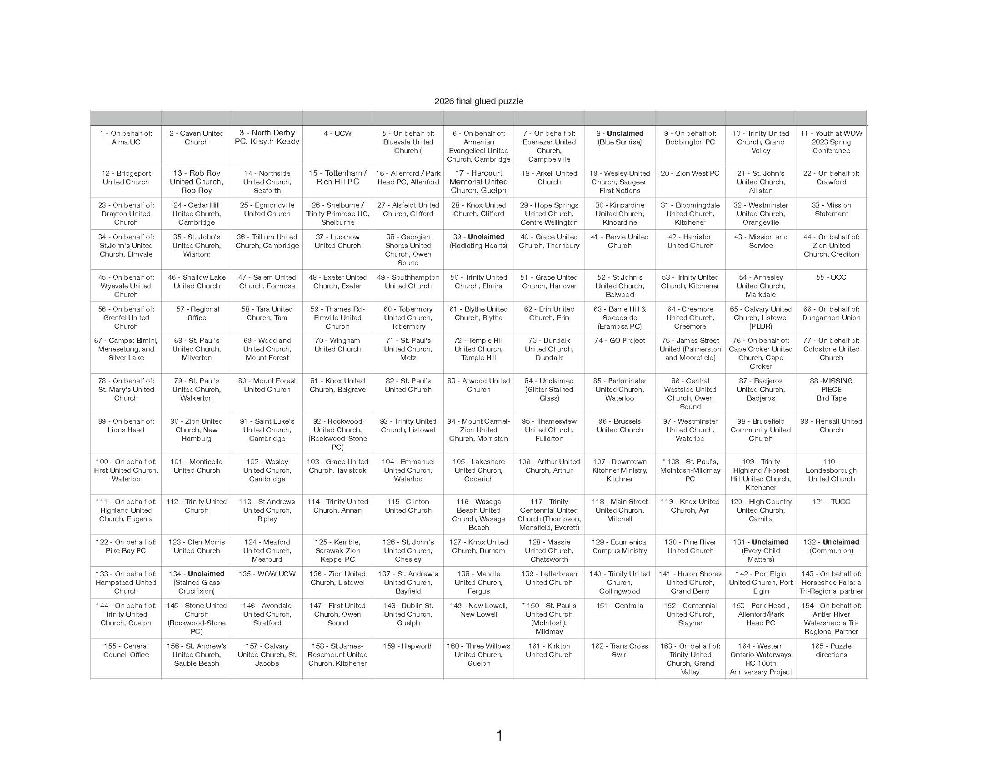 2026 final glued puzzle
1 - On behalf of:
Alma UC
2 - Cavan United
Church
3 - North Derby
PC, Kilsyth-Keady
4 - UCW
5 - On behalf of:
Bluevale United
Church (
6 - On behalf of:
Armenian
Evangelical United
Church, Cambridge
7 - On behalf of:
Ebenezer United
Church,
Campbelville
8 - Unclaimed
(Blue Sunrise)
9 - On behalf of:
Dobbington PC
10 - Trinity United
Church, Grand
Valley
11 - Youth at WOW
2023 Spring
Conference
12 - Bridgeport
United Church
13 - Rob Roy
United Church,
Rob Roy
14 - Northside
United Church,
Seaforth
15 - Tottenham /
Rich Hill PC
16 - Allenford / Park
Head PC, Allenford
17 - Harcourt
Memorial United
Church, Guelph
18 - Arkell United
Church
19 - Wesley United
Church, Saugeen
First Nations
20 - Zion West PC
21 - St. John's
United Church,
Alliston
22 - On behalf of:
Crawford
23 - On behalf of:
Drayton United
Church
24 - Cedar Hill
United Church,
Cambridge
25 - Egmondville
United Church
26 - Shelburne /
Trinity Primrose UC,
Shelburne
27 - Alsfeldt United
Church, Clifford
28 - Knox United
Church, Clifford
29 - Hope Springs
United Church,
Centre Wellington
30 - Kincardine
United Church,
Kincardine
31 - Bloomingdale
United Church,
Kitchener
32 - Westminster
United Church,
Orangeville
33 - Mission
Statement
34 - On behalf of:
St.John's United
Church, Elmvale
35 - St. John's
United Church,
Wiarton:
36 - Trillium United
Church, Cambridge
37 - Lucknow
United Church
38 - Georgian
Shores United
Church, Owen
Sound
39 - Unclaimed
(Radiating Hearts)
40 - Grace United
Church, Thornbury
41 - Bervie United
Church
42 - Harriston
United Church
43 - Mission and
Service
44 - On behalf of:
Zion United
Church, Crediton
45 - On behalf of:
Wyevale United
Church
46 - Shallow Lake
United Church
47 - Salem United
Church, Formosa
48 - Exeter United
Church, Exeter
49 - Southhampton
United Church
50 - Trinity United
Church, Elmira
51 - Grace United
Church, Hanover
52 - St John's
United Church,
Belwood
53 - Trinity United
Church, Kitchener
54 - Annesley
United Church,
Markdale
55 - UCC
56 - On behalf of:
Grenfel United
Church
57 - Regional
Office
58 - Tara United
Church, Tara
59 - Thames Rd-
Elmville United
Church
60 - Tobermory
United Church,
Tobermory
61 - Blythe United
Church, Blythe
62 - Erin United
Church, Erin
63 - Barrie Hill &
Speedside
(Eramosa PC)
64 - Creemore
United Church,
Creemore
65 - Calvary United
Church, Listowel
(PLUR)
66 - On behalf of:
Dungannon Union
67 - Camps: Bimini,
Menesetung, and
Silver Lake
68 - St. Paul's
United Church,
Milverton
69 - Woodland
United Church,
Mount Forest
70 - Wingham
United Church
71 - St. Paul’s
United Church,
Metz
72 - Temple Hill
United Church,
Temple Hill
73 - Dundalk
United Church,
Dundalk
74 - GO Project
75 - James Street
United (Palmerston
and Moorefield)
76 - On behalf of:
Cape Croker United
Church, Cape
Croker
77 - On behalf of:
Goldstone United
Church
78 - On behalf of:
St. Mary's United
Church
79 - St. Paul's
United Church,
Walkerton
80 - Mount Forest
United Church
81 - Knox United
Church, Belgrave
82 - St. Paul’s
United Church
83 - Atwood United
Church
84 - Unclaimed
(Glitter Stained
Glass)
85 - Parkminster
United Church,
Waterloo
86 - Central
Westside United
Church, Owen
Sound
87 - Badjeros
United Church,
Badjeros
88 -MISSING
PIECE
Bird Tape
89 - On behalf of:
Lions Head
90 - Zion United
Church, New
Hamburg
91 - Saint Luke's
United Church,
Cambridge
92 - Rockwood
United Church,
(Rockwood-Stone
PC)
93 - Trinity United
Church, Listowel
94 - Mount Carmel-
Zion United
Church, Morriston
95 - Thamesview
United Church,
Fullarton
96 - Brussels
United Church
97 - Westminster
United Church,
Waterloo
98 - Brucefield
Community United
Church
99 - Hensall United
Church
100 - On behalf of:
First United Church,
Waterloo
101 - Monticello
United Church
102 - Wesley
United Church,
Cambridge
103 - Grace United
Church, Tavistock
104 - Emmanuel
United Church,
Waterloo
105 - Lakeshore
United Church,
Goderich
106 - Arthur United
Church, Arthur
107 - Downtown
Kitchner Ministry,
Kitchner
* 108 - St. Paul’s,
McIntosh-Mildmay
PC
109 - Trinity
Highland / Forest
Hill United Church,
Kitchener
110 -
Londesborough
United Church
111 - On behalf of:
Highland United
Church, Eugenia
112 - Trinity United
Church
113 - St Andrews
United Church,
Ripley
114 - Trinity United
Church, Annan
115 - Clinton
United Church
116 - Wasaga
Beach United
Church, Wasaga
Beach
117 - Trinity
Centennial United
Church (Thompson,
Mansfield, Everett)
118 - Main Street
United Church,
Mitchell
119 - Knox United
Church, Ayr
120 - High Country
United Church,
Camilla
121 - TUCC
122 - On behalf of:
Pike Bay PC
123 - Glen Morris
United Church
124 - Meaford
United Church,
Meafourd
125 - Kemble,
Sarawak-Zion
Keppel PC
126 - St. John's
United Church,
Chesley
127 - Knox United
Church, Durham
128 - Massie
United Church,
Chatsworth
129 - Ecumenical
Campus Ministry
130 - Pine River
United Church
131 - Unclaimed
(Every Child
Matters)
132 - Unclaimed
(Communion)
133 - On behalf of:
Hampstead United
Church
134 - Unclaimed
(Stained Glass
Crucifixion)
135 - WOW UCW
136 - Zion United
Church, Listowel
137 - St. Andrew's
United Church,
Bayfield
138 - Melville
United Church,
Fergus
139 - Letterbreen
United Church
140 - Trinity United
Church,
Collingwood
141 - Huron Shores
United Church,
Grand Bend
142 - Port Elgin
United Church, Port
Elgin
143 - On behalf of:
Horseshoe Falls: a
Tri-Regional partner
144 - On behalf of:
Trinity United
Church, Guelph
145 - Stone United
Church
(Rockwood-Stone
PC)
146 - Avondale
United Church,
Stratford
147 - First United
Church, Owen
Sound
148 - Dublin St.
United Church,
Guelph
149 - New Lowell,
New Lowell
* 150 - St. Paul's
United Church
(McIntosh),
Mildmay
151 - Centralia
152 - Centennial
United Church,
Stayner
153 - Park Head ,
Allenford/Park
Head PC
154 - On behalf of:
Antler River
Watershed: a Tri-
Regional Partner
155 - General
Council Office
156 - St. Andrew’s
United Church,
Sauble Beach
157 - Calvary
United Church, St.
Jacobs
158 - St James-
Rosemount United
Church, Kitchener
159 - Hepworth
160 - Three Willows
United Church,
Guelph
161 - Kirkton
United Church
162 - Trans Cross
Swirl
163 - On behalf of:
Trinity United
Church, Grand
Valley
164 - Western
Ontario Waterways
RC 100th
Anniversary Project
165 - Puzzle
directions
1